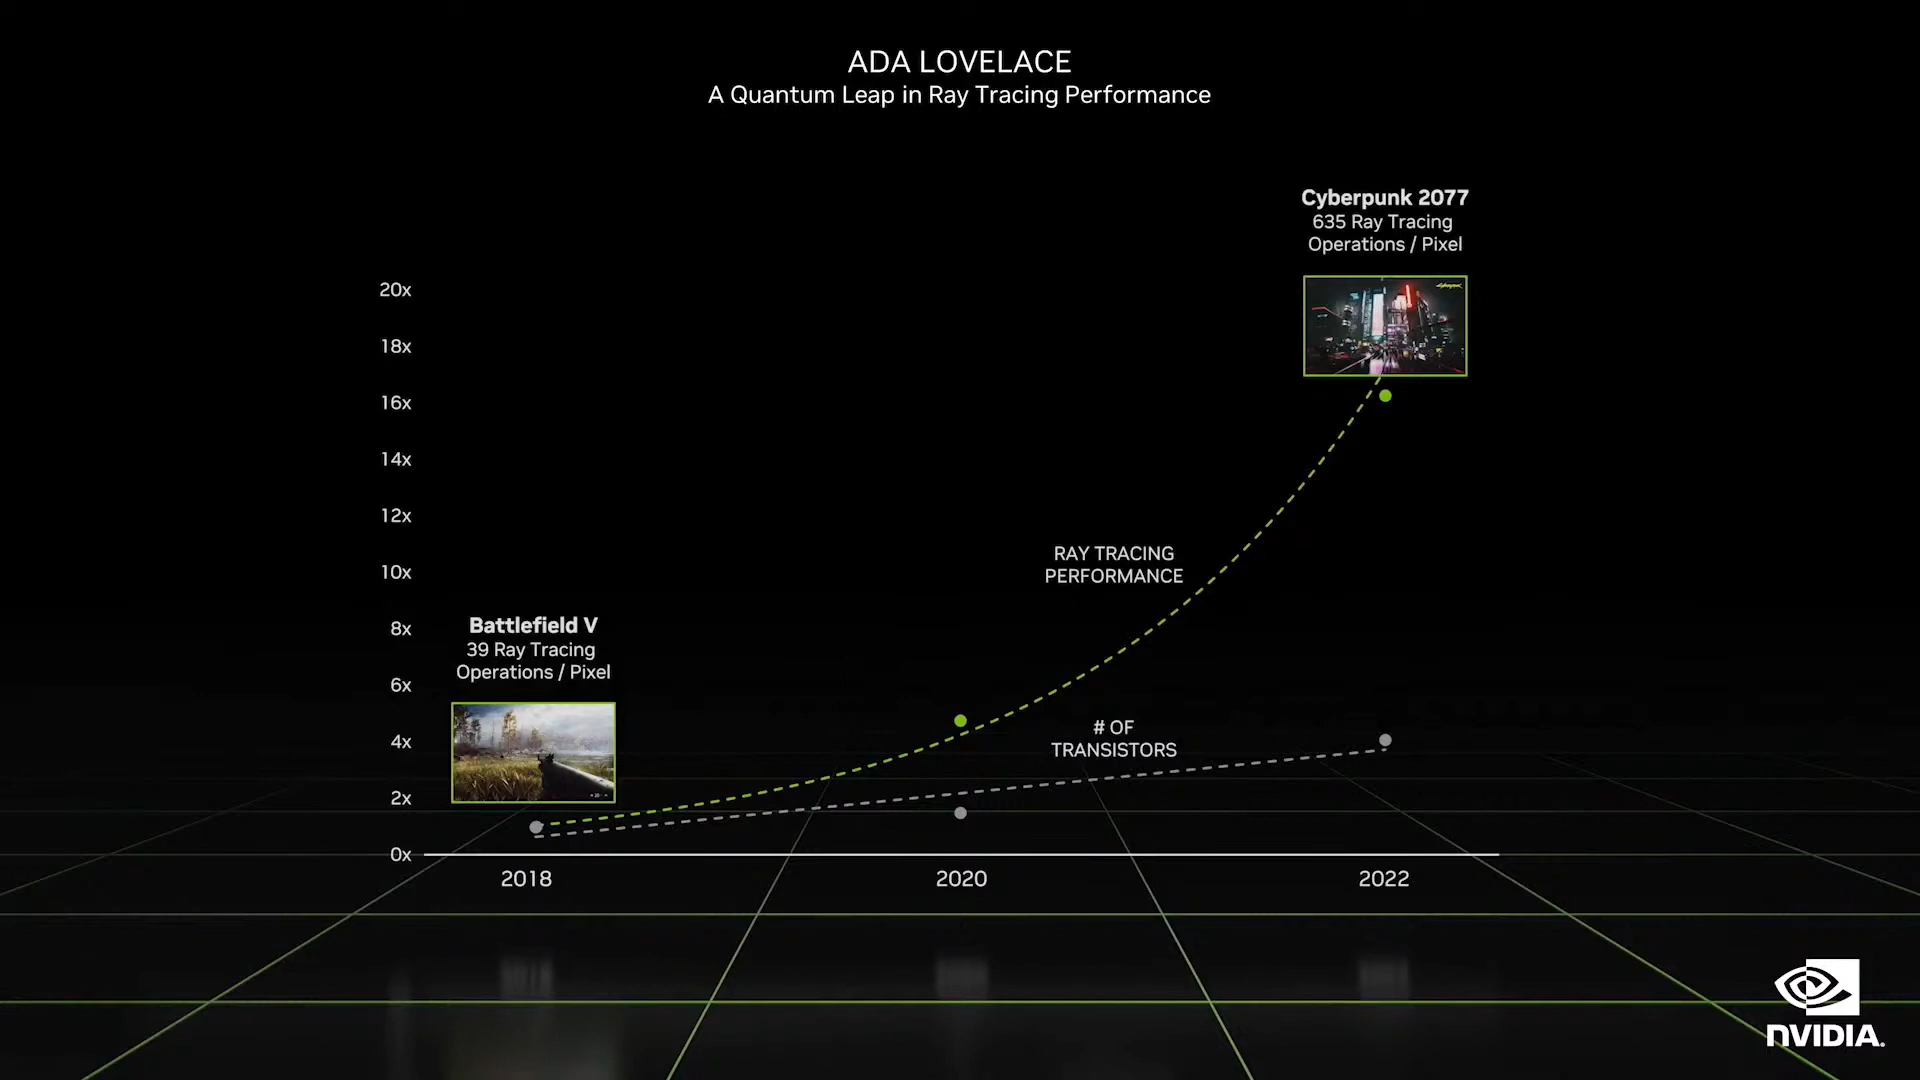 ADA LOVELACE
A Quantum Leap in Ray Tracing Performance
Cyberpunk 2077
635 Ray Tracing
Operations / Pixel
20x
18x
16x
14x
12x
10x
8x
6x
4x
2x
0x
RAY TRACING
PERFORMANCE
Battlefield V
39 Ray Tracing
Operations / Pixel
# OF
TRANSISTORS
2018
2020
2022
NVIDIA.